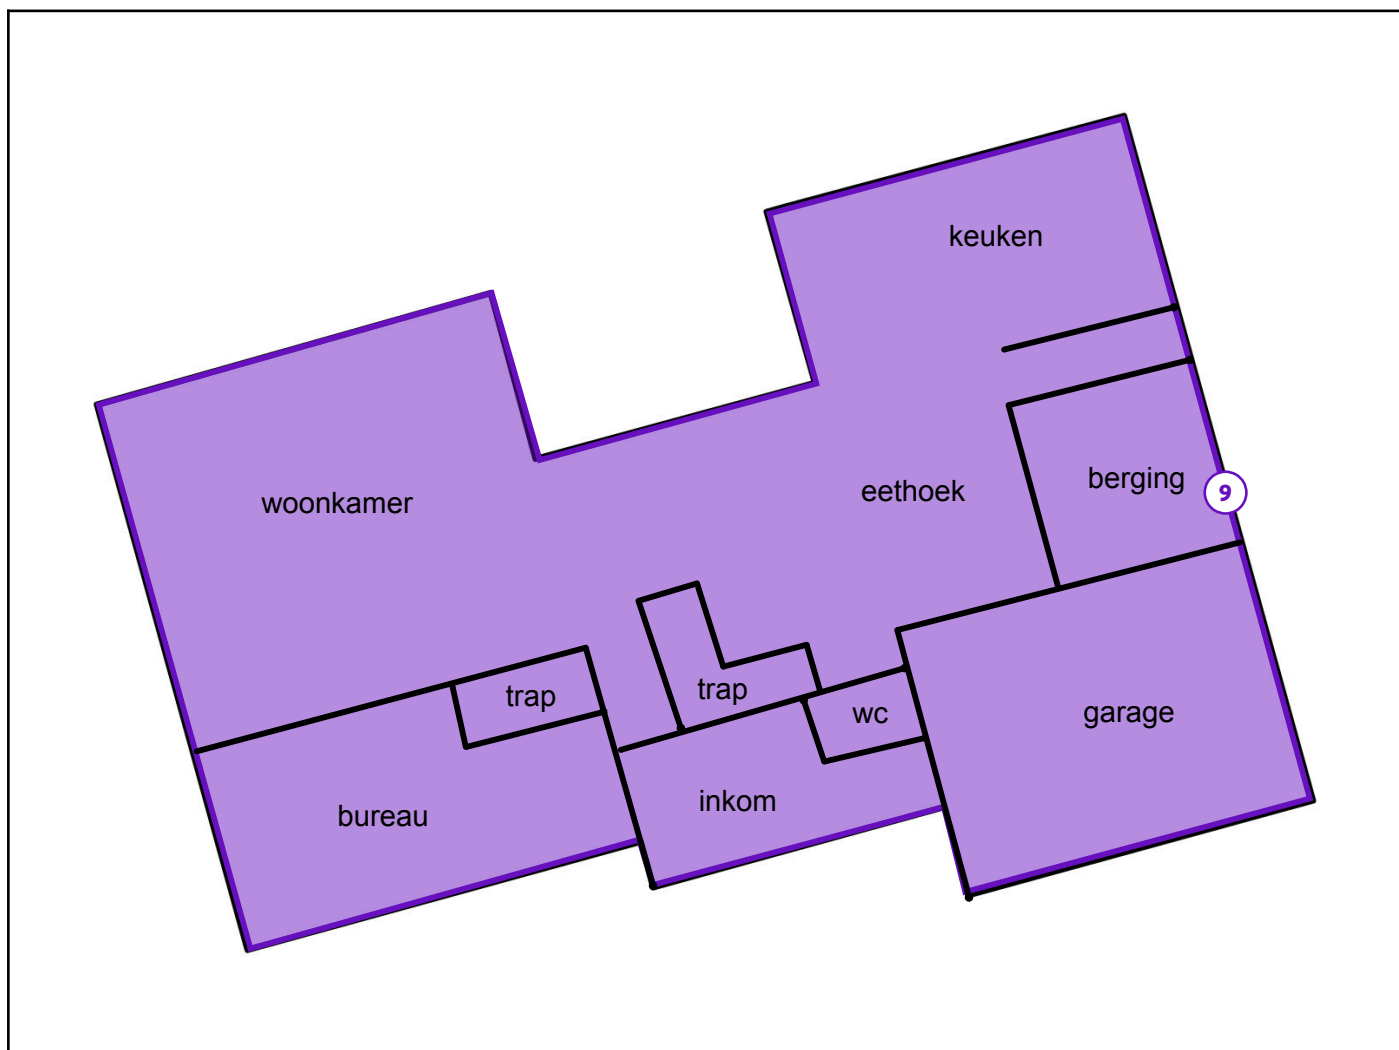 keuken
woonkamer
eethoek
berging
9
trap
trap
wc
garage
bureau
inkom